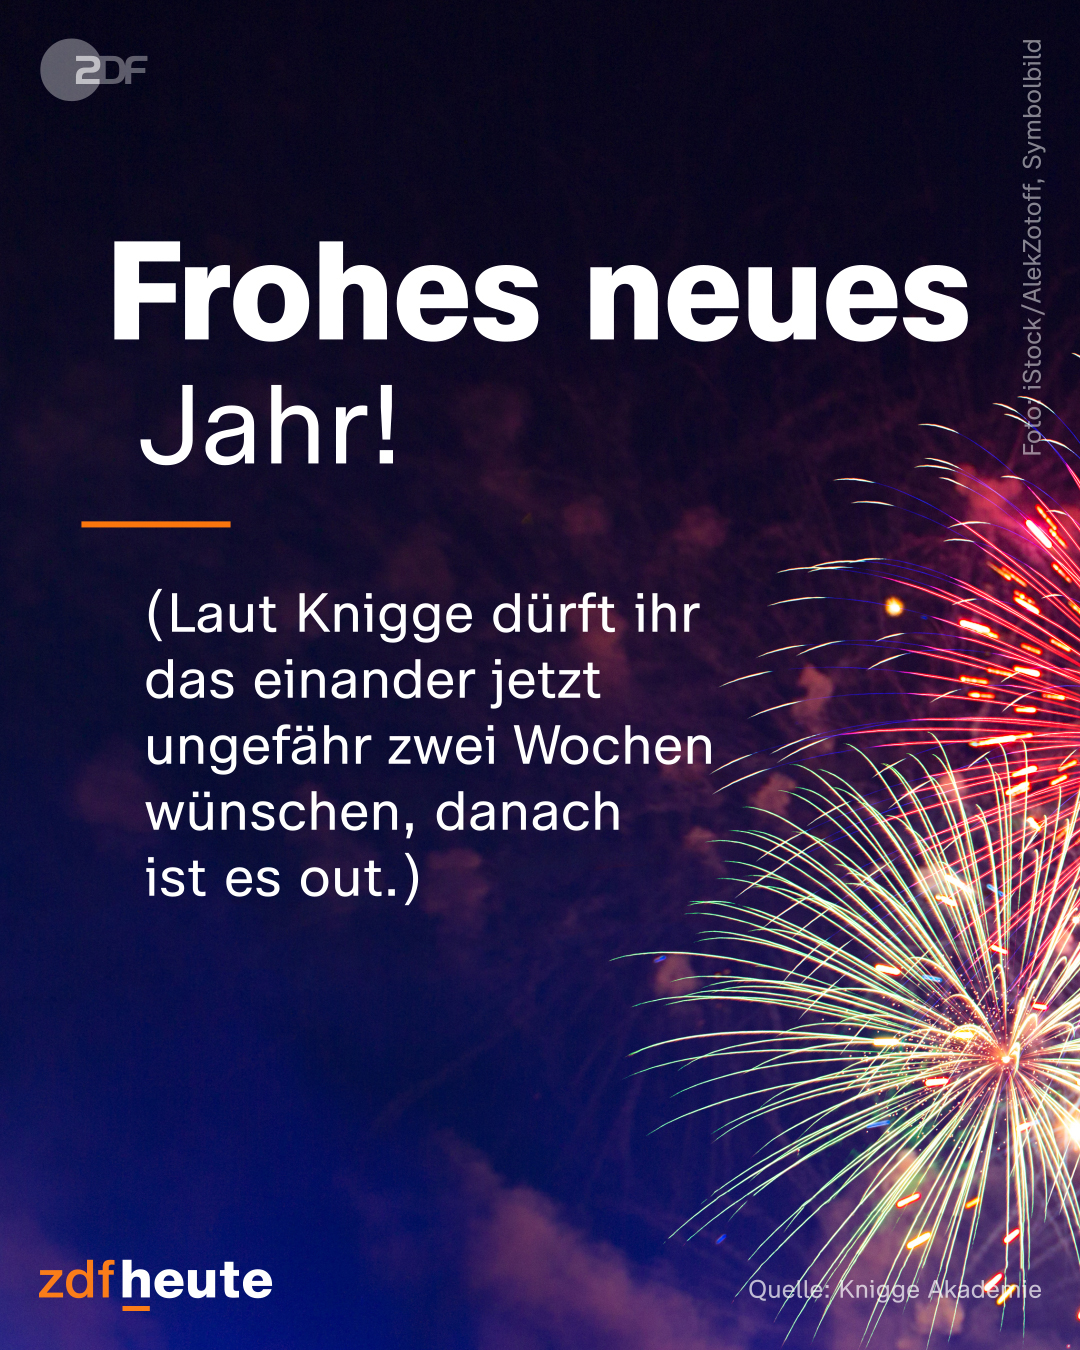 ZDF
Foto: iStock/AlekZotoff, Symbolbild
Frohes neues
Jahr!
(Laut Knigge dürft ihr
das einander jetzt
ungefähr zwei Wochen
wünschen, danach
ist es out.)
zdfheute
Quelle: Knigge Akademie